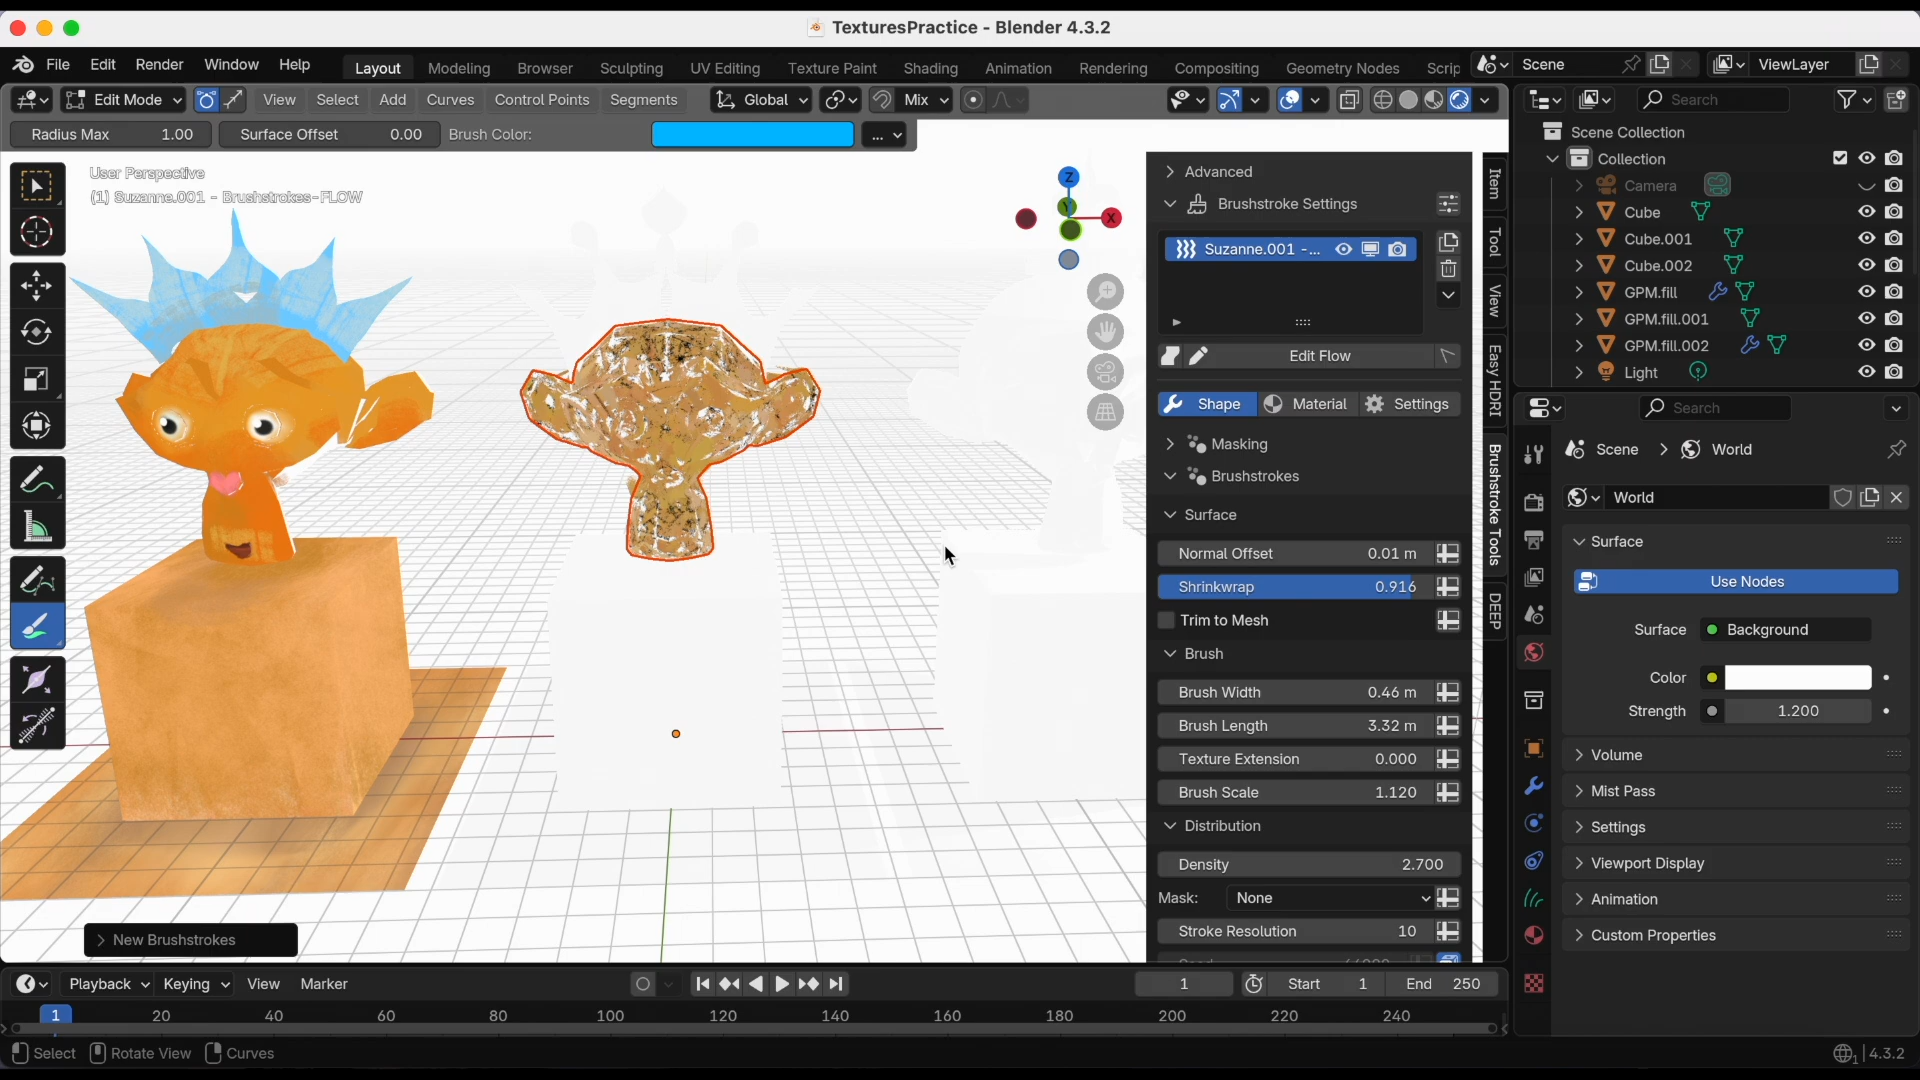 TexturesPractice - Blender 4.3.2
File Edit Render Window Help Layout Modeling Browser Sculpting UV Editing Texture Paint Shading Animation Rendering Compositing Geometry Nodes Scrip Scene ViewLayer
Edit Mode View Select Add Curves Control Points Segments Global Mix Search
Radius Max 1.00 Surface Offset 0.00 Brush Color: ...
User Perspective
(1) Suzanne.001 - Brushstrokes-FLOW
Z
Y
X
Advanced
Brushstroke Settings
Suzanne.001 -...
Edit Flow
Shape Material Settings
Masking
Brushstrokes
Surface
Normal Offset 0.01 m
Shrinkwrap 0.916
Trim to Mesh
Brush
Brush Width 0.46 m
Brush Length 3.32 m
Texture Extension 0.000
Brush Scale 1.120
Distribution
Density 2.700
Mask: None
Stroke Resolution 10
Item
Tool
View
Easy HDRI
Brushstroke Tools
DEEP
Scene Collection
Collection
Camera
Cube
Cube.001
Cube.002
GPM.fill
GPM.fill.001
GPM.fill.002
Light
Search
Scene World
World
Surface
Use Nodes
Surface Background
Color
Strength 1.200
Volume
Mist Pass
Settings
Viewport Display
Animation
Custom Properties
New Brushstrokes
Playback Keying View Marker 1 Start 1 End 250
1 20 40 60 80 100 120 140 160 180 200 220 240
Select Rotate View Curves 1 4.3.2